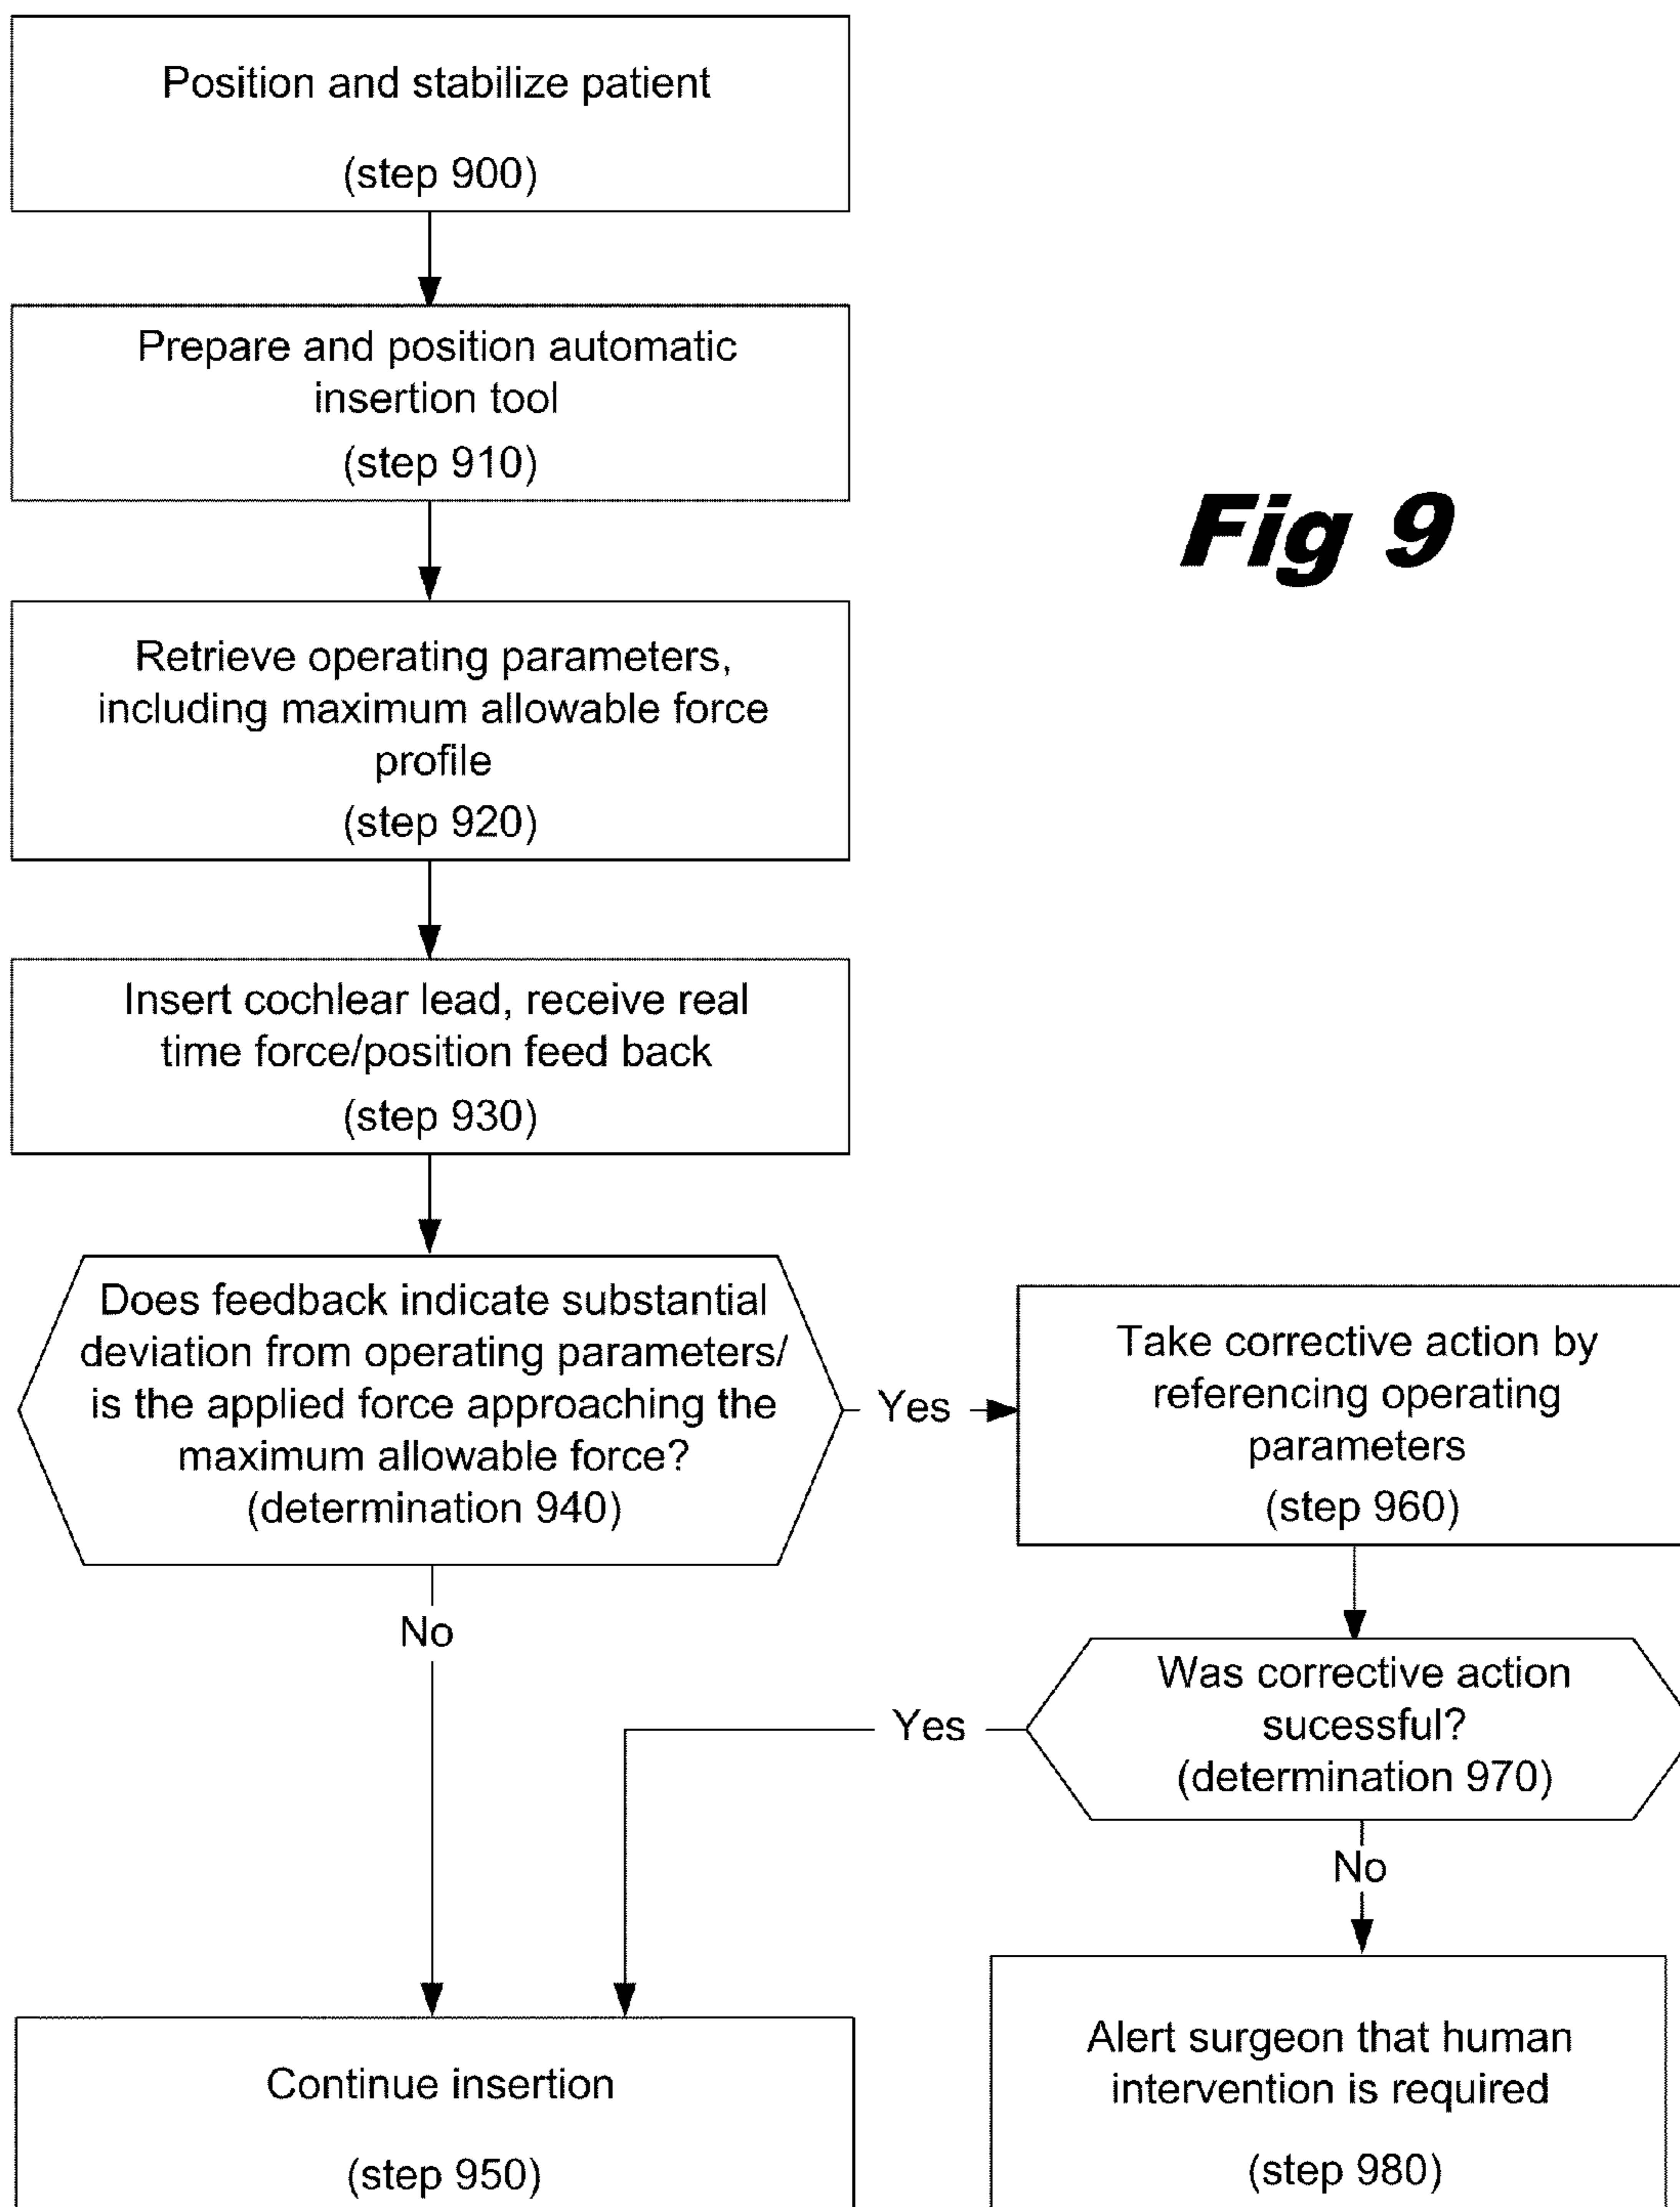 Position and stabilize patient
(step 900)
Prepare and position automatic
insertion tool
(step 910)
Fig 9
Retrieve operating parameters,
including maximum allowable force
profile
(step 920)
Insert cochlear lead, receive real
time force/position feed back
(step 930)
Does feedback indicate substantial
deviation from operating parameters/
is the applied force approaching the
maximum allowable force?
(determination 940)
Yes
Take corrective action by
referencing operating
parameters
(step 960)
No
Was corrective action
sucessful?
(determination 970)
Yes
No
Continue insertion
(step 950)
Alert surgeon that human
intervention is required
(step 980)